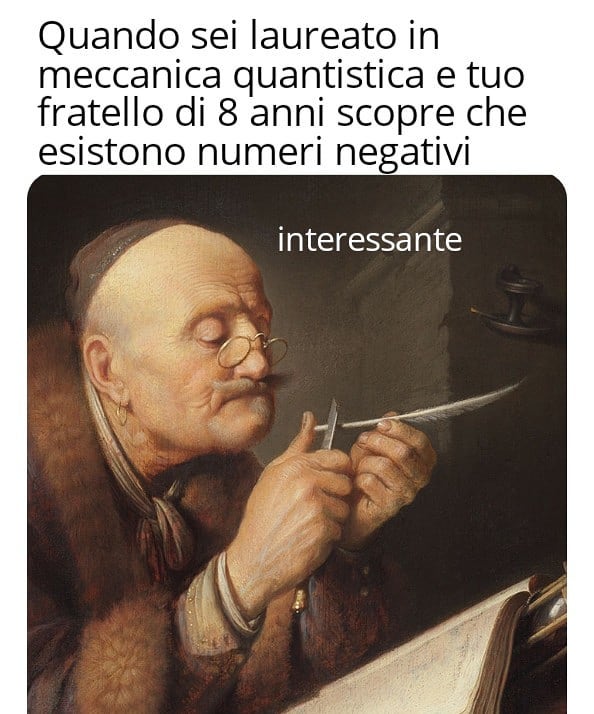 Quando sei laureato in
meccanica quantistica e tuo
fratello di 8 anni scopre che
esistono numeri negativi
interessante